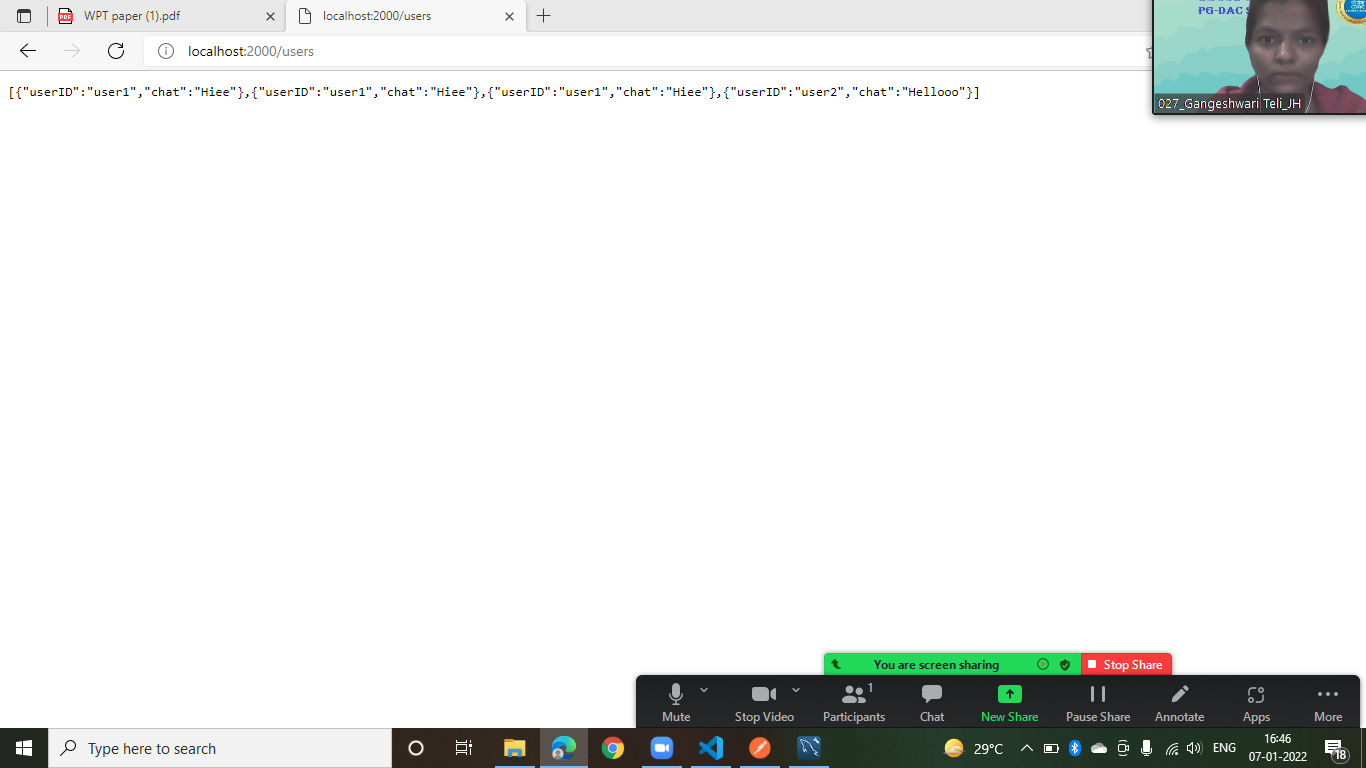 WPT paper (1).pdf
localhost:2000/users
localhost:2000/users
[{"userID":"user1","chat":"Hiee"},{"userID":"user1","chat":"Hiee"},{"userID":"user1","chat":"Hiee"},{"userID":"user2","chat":"Hellooo"}]
PG-DAC
027_Gangeshwari Teli_JH
You are screen sharing
Stop Share
1
Mute
Stop Video
Participants
Chat
New Share
Pause Share
Annotate
Apps
More
Type here to search
29°C
ENG
16:46
07-01-2022
18